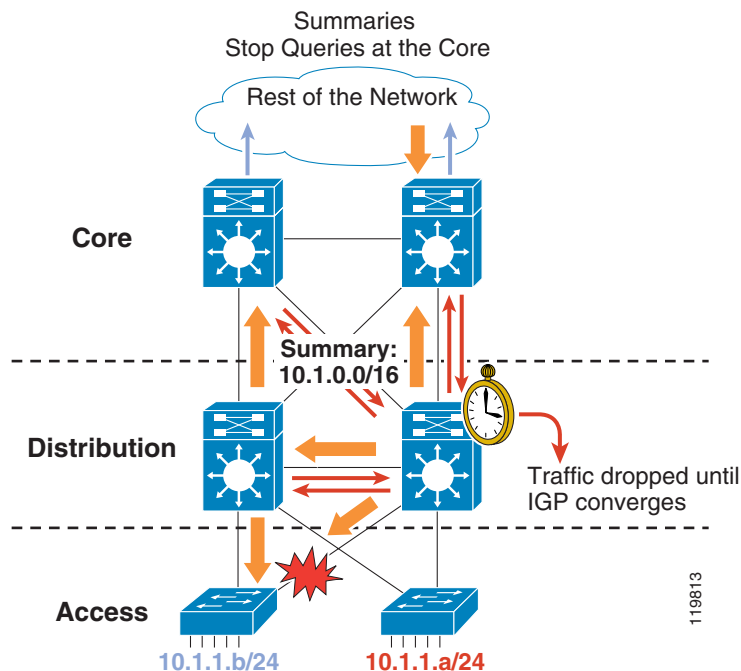 Summaries
Stop Queries at the Core
Rest of the Network
Core
Summary:
10.1.0.0/16
Distribution
Traffic dropped until
IGP converges
Access
119813
10.1.1.b/24
10.1.1.a/24